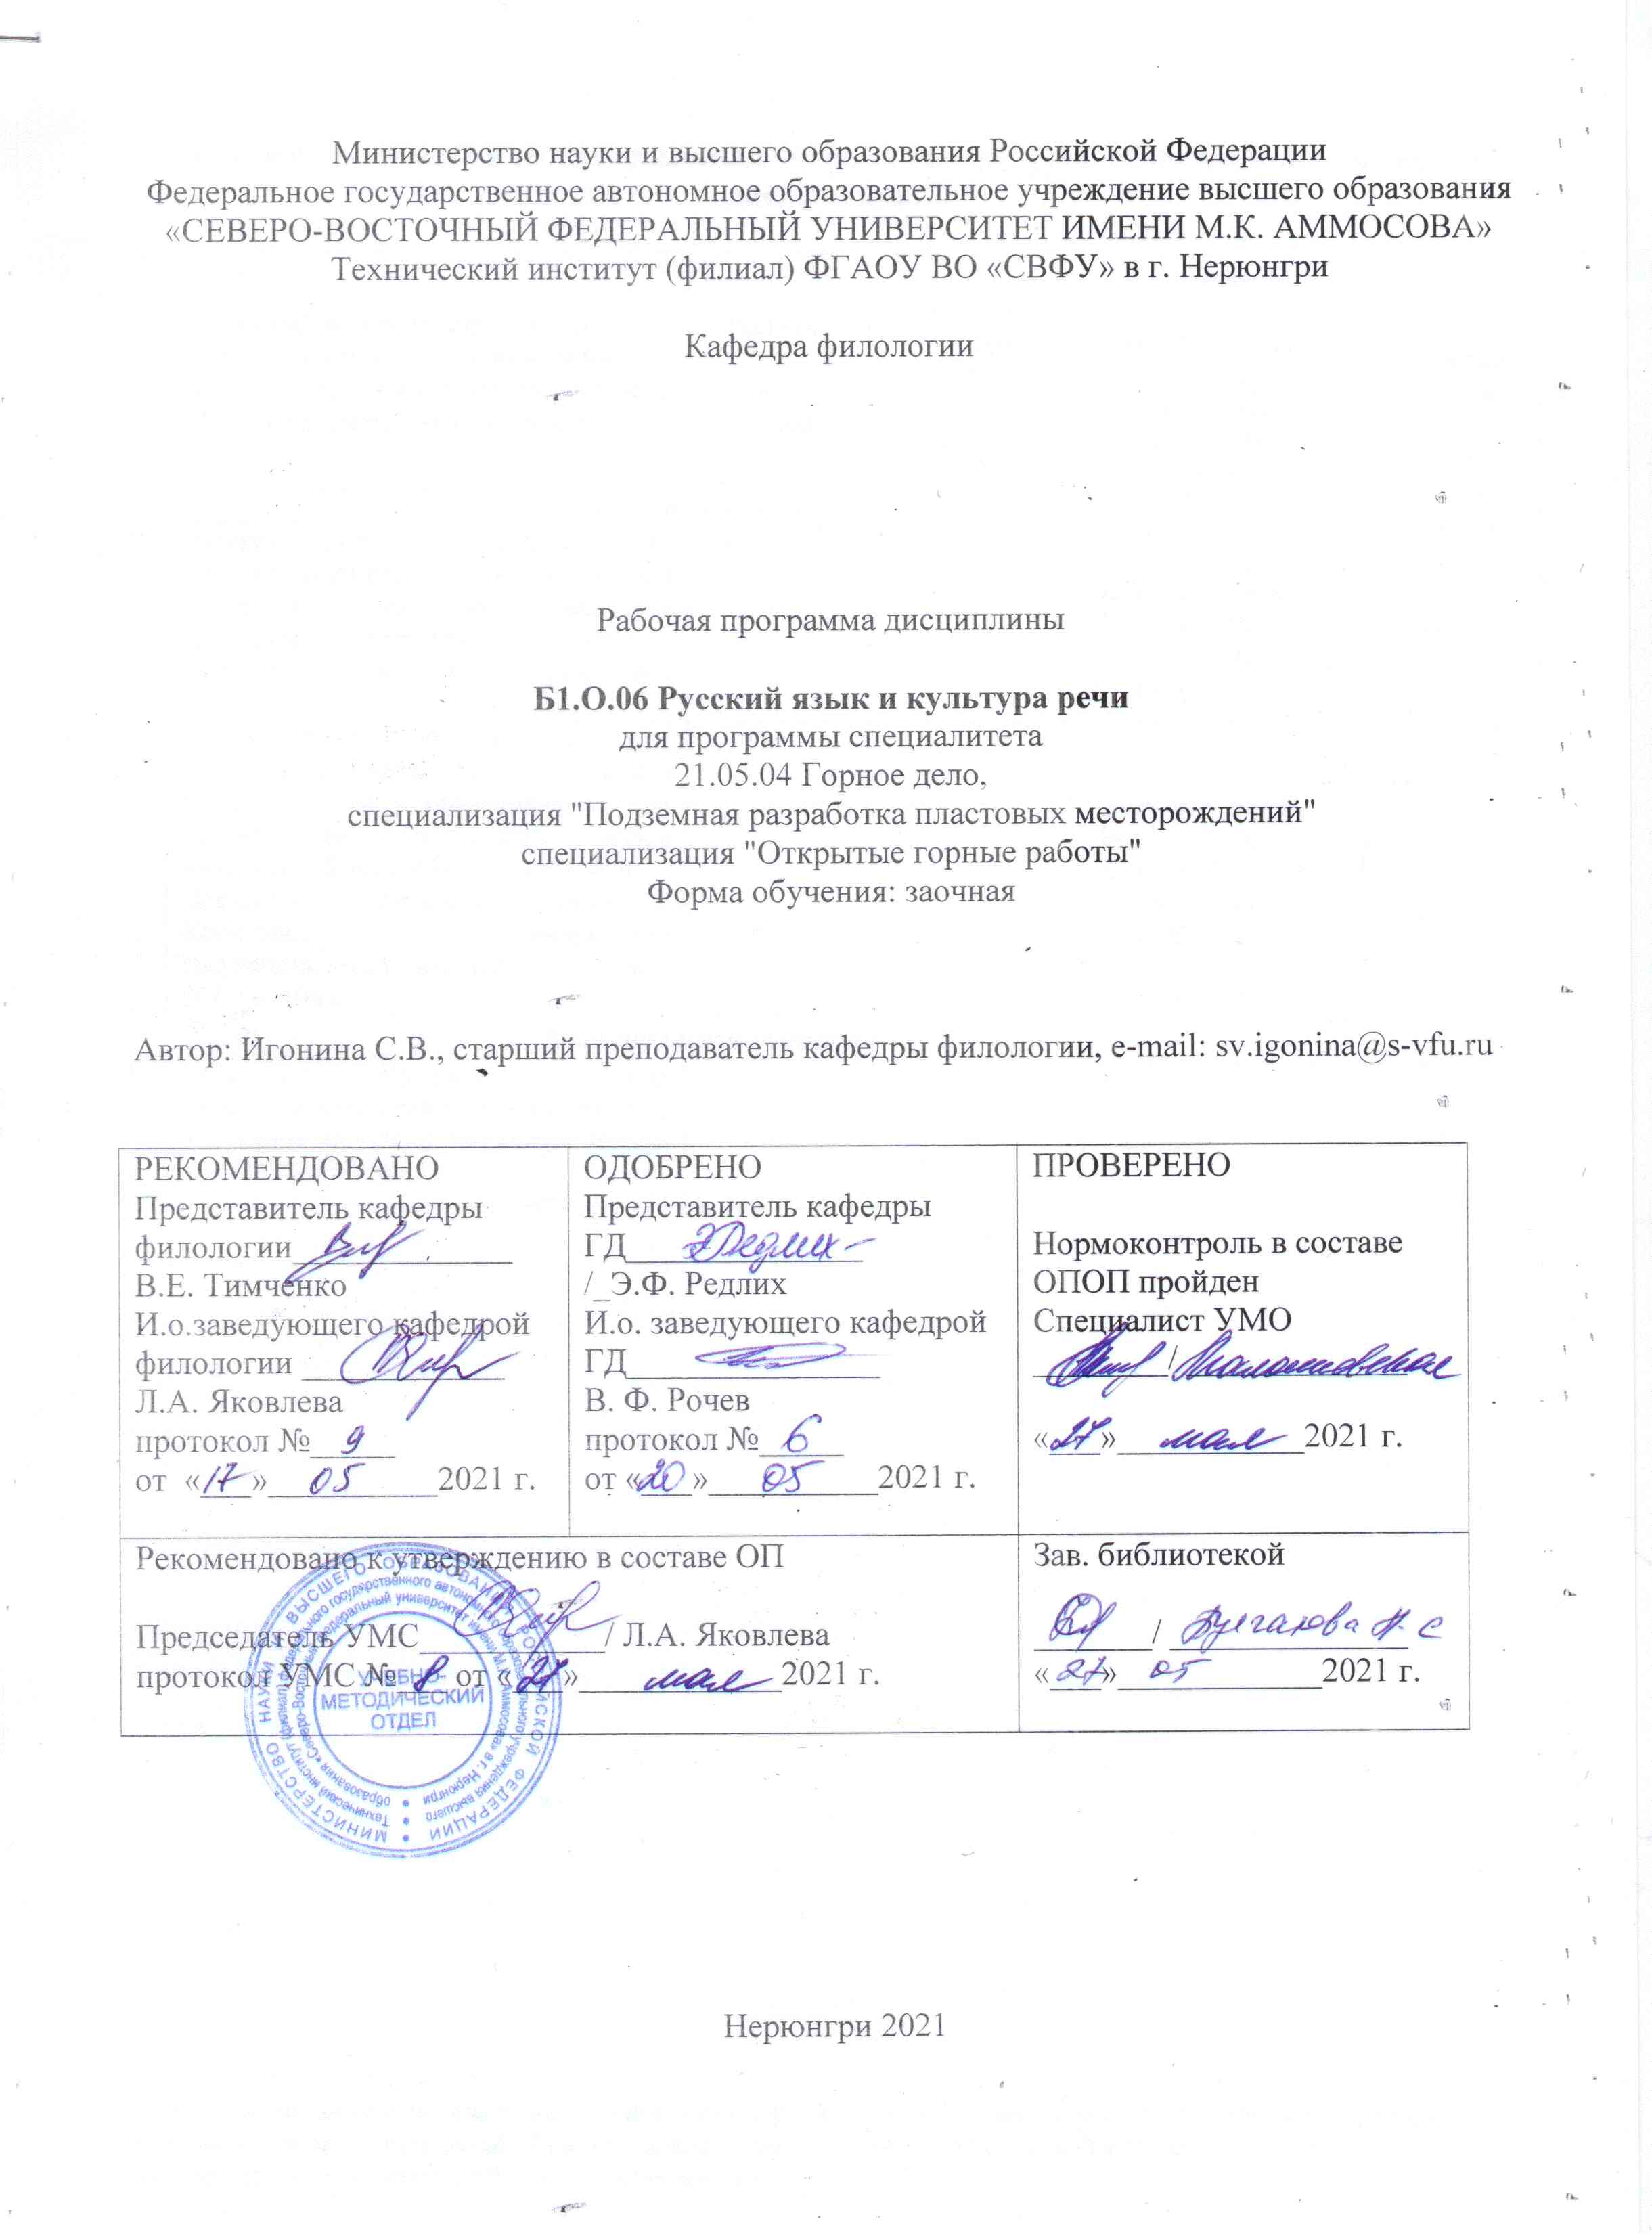 Министерство науки и высшего образования Российской Федерации
Федеральное государственное автономное образовательное учреждение высшего образования
«СЕВЕРО-ВОСТОЧНЫЙ ФЕДЕРАЛЬНЫЙ УНИВЕРСИТЕТ ИМЕНИ М.К. АММОСОВА»
Технический институт (филиал) ФГАОУ ВО «СВФУ» в г. Нерюнгри
Кафедра филологии
Рабочая программа дисциплины
Б1.О.06 Русский язык и культура речи
для программы специалитета
21.05.04 Горное дело,
специализация "Подземная разработка пластовых месторождений"
специализация "Открытые горные работы"
Форма обучения: заочная
Автор: Игонина С.В., старший преподаватель кафедры филологии, e-mail: sv.igonina@s-vfu.ru
РЕКОМЕНДОВАНО
Представитель кафедры
филологии
В.Е. Тимченко
И.о.заведующего кафедрой
филологии
Л.А. Яковлева
протокол № 9
от «17» 05 2021 г.
ОДОБРЕНО
Представитель кафедры
ГД ЭРедлих
/_Э.Ф. Редлих
И.о. заведующего кафедрой
ГД
В. Ф. Рочев
протокол № 6
от «20» 05 2021 г.
ПРОВЕРЕНО
Нормоконтроль в составе
ОПОП пройден
Специалист УМО
/
«27» мая 2021 г.
Рекомендовано к утверждению в составе ОП
Председатель УМС / Л.А. Яковлева
протокол УМС № 8 от «27» мая 2021 г.
Зав. библиотекой
/
«27» 05 2021 г.
МИНИСТЕРСТВО НАУКИ И ВЫСШЕГО ОБРАЗОВАНИЯ РОССИЙСКОЙ ФЕДЕРАЦИИ
УЧЕБНО-
МЕТОДИЧЕСКИЙ
ОТДЕЛ
Нерюнгри 2021